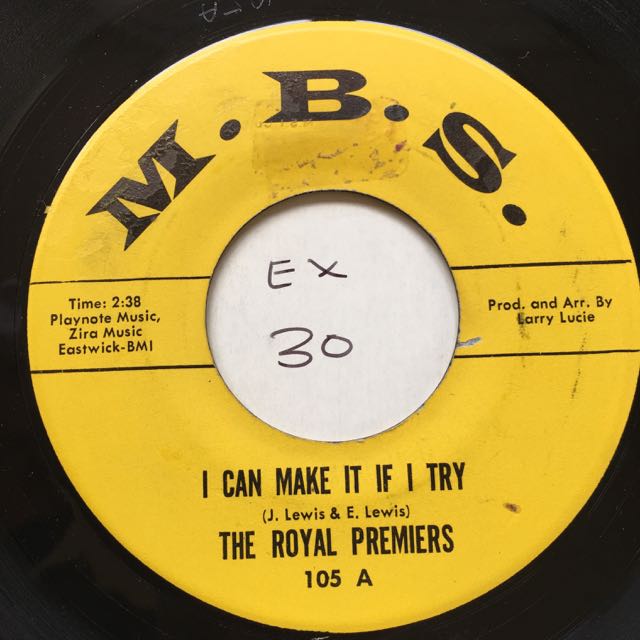 M.B.S.
Time: 2:38
Playnote Music,
Zira Music
Eastwick-BMI
Prod. and Arr. By
Larry Lucie
EX
30
I CAN MAKE IT IF I TRY
(J. Lewis & E. Lewis)
THE ROYAL PREMIERS
105 A